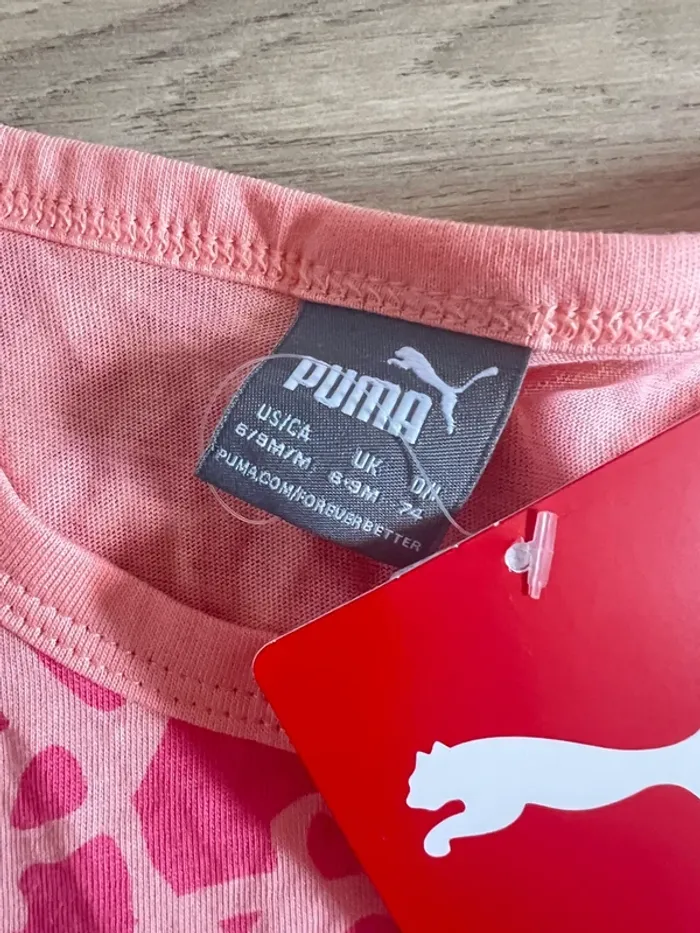 PUMA
US/CA UK D/H
6/9M/M 6-9M 74
PUMA.COM/FOREVERBETTER